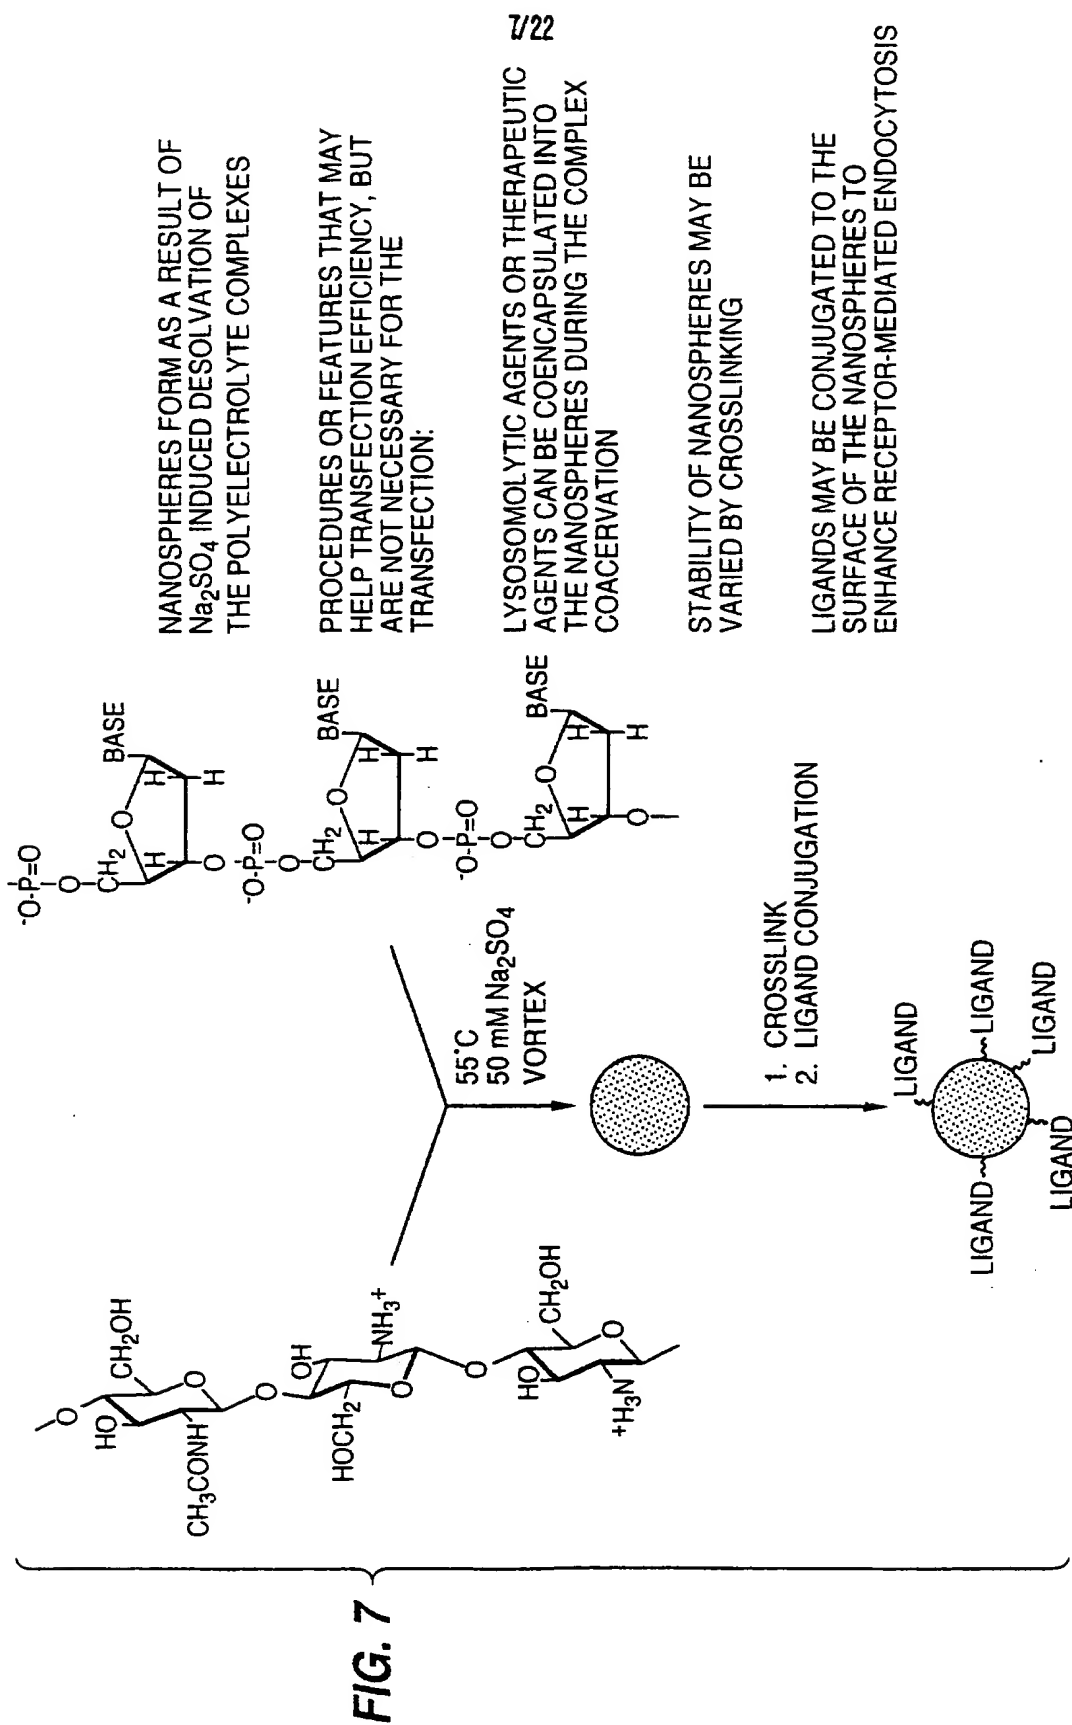 7/22
FIG. 7
CH2OH
O
HO
O
CH3CONH
O
OH
NH3+
HOCH2
O
O
CH2OH
HO
O
+H3N
-O-P=O
O
CH2
O
BASE
H
H
H
O
-O-P=O
O
CH2
O
BASE
H
H
H
O
-O-P=O
O
CH2
O
BASE
H
H
H
O
55°C
50 mM Na2SO4
VORTEX
1. CROSSLINK
2. LIGAND CONJUGATION
LIGAND
LIGAND
LIGAND
LIGAND
LIGAND
NANOSPHERES FORM AS A RESULT OF
Na2SO4 INDUCED DESOLVATION OF
THE POLYELECTROLYTE COMPLEXES
PROCEDURES OR FEATURES THAT MAY
HELP TRANSFECTION EFFICIENCY, BUT
ARE NOT NECESSARY FOR THE
TRANSFECTION:
LYSOSOMOLYTIC AGENTS OR THERAPEUTIC
AGENTS CAN BE COENCAPSULATED INTO
THE NANOSPHERES DURING THE COMPLEX
COACERVATION
STABILITY OF NANOSPHERES MAY BE
VARIED BY CROSSLINKING
LIGANDS MAY BE CONJUGATED TO THE
SURFACE OF THE NANOSPHERES TO
ENHANCE RECEPTOR-MEDIATED ENDOCYTOSIS